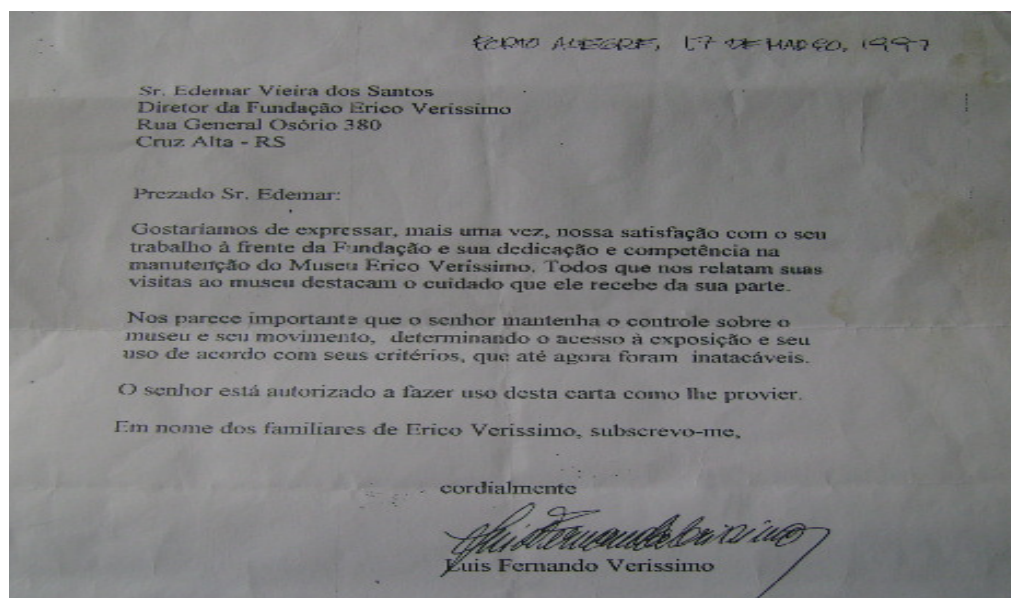 PORTO ALEGRE, 17 DE MARÇO, 1997
Sr. Edemar Vieira dos Santos
Diretor da Fundação Erico Verissimo
Rua General Osório 380
Cruz Alta - RS
Prezado Sr. Edemar:
Gostaríamos de expressar, mais uma vez, nossa satisfação com o seu
trabalho à frente da Fundação e sua dedicação e competência na
manutenção do Museu Erico Verissimo. Todos que nos relatam suas
visitas ao museu destacam o cuidado que ele recebe da sua parte.
Nos parece importante que o senhor mantenha o controle sobre o
museu e seu movimento, determinando o acesso à exposição e seu
uso de acordo com seus critérios, que até agora foram inatacáveis.
O senhor está autorizado a fazer uso desta carta como lhe provier.
Em nome dos familiares de Erico Verissimo, subscrevo-me,
cordialmente
Luis Fernando Verissimo
Luis Fernando Verissimo